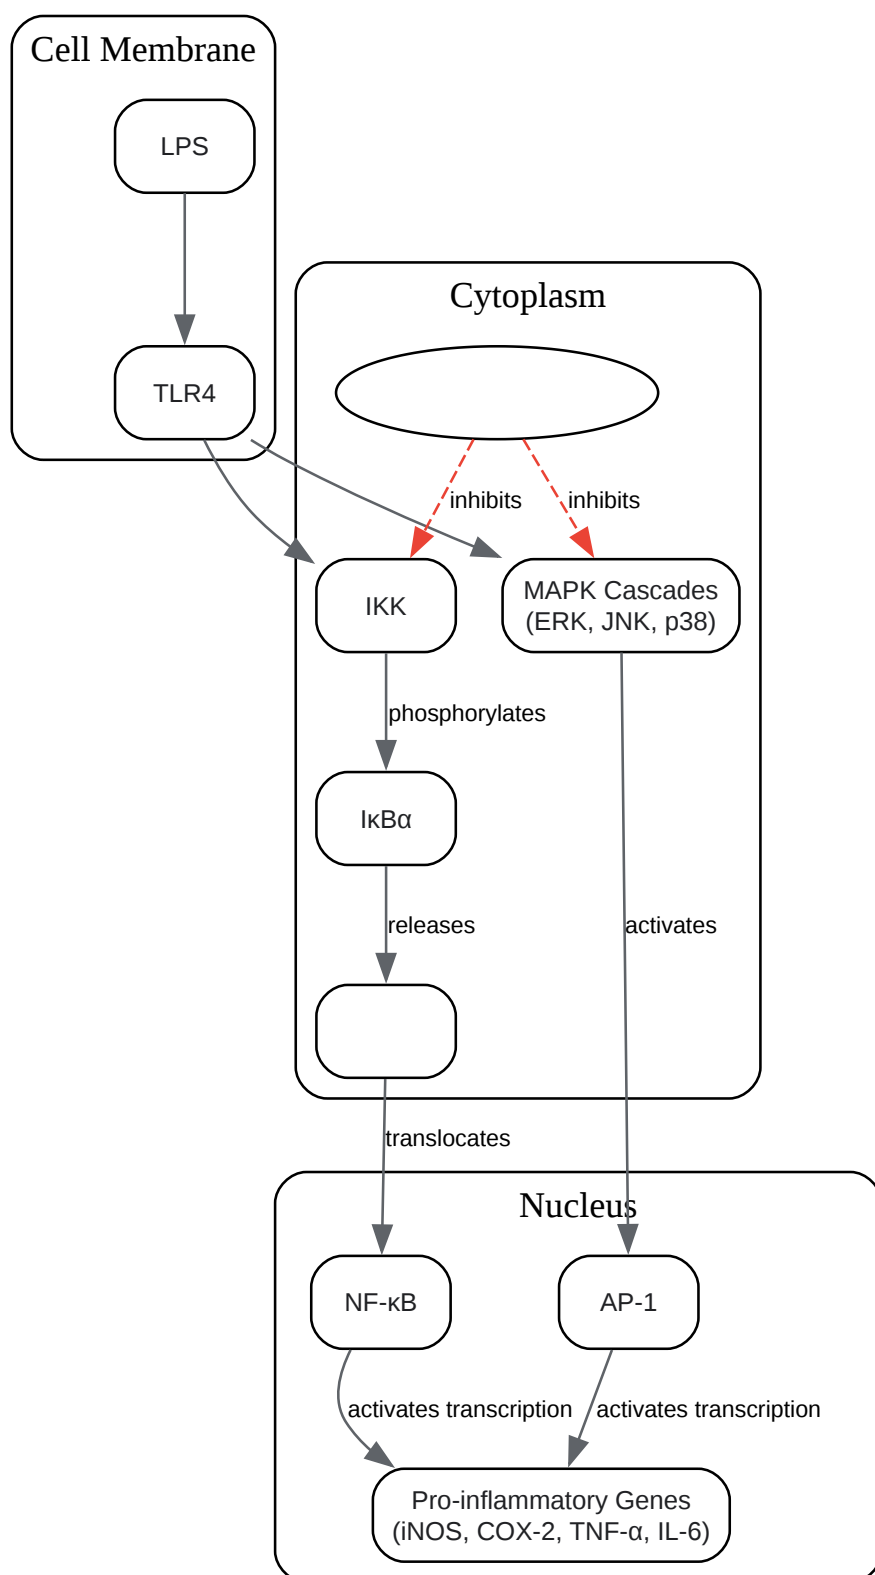 Cell Membrane
LPS
TLR4
Cytoplasm
inhibits
inhibits
IKK
MAPK Cascades
(ERK, JNK, p38)
phosphorylates
IκBα
releases
activates
translocates
Nucleus
NF-κB
AP-1
activates transcription
activates transcription
Pro-inflammatory Genes
(iNOS, COX-2, TNF-α, IL-6)